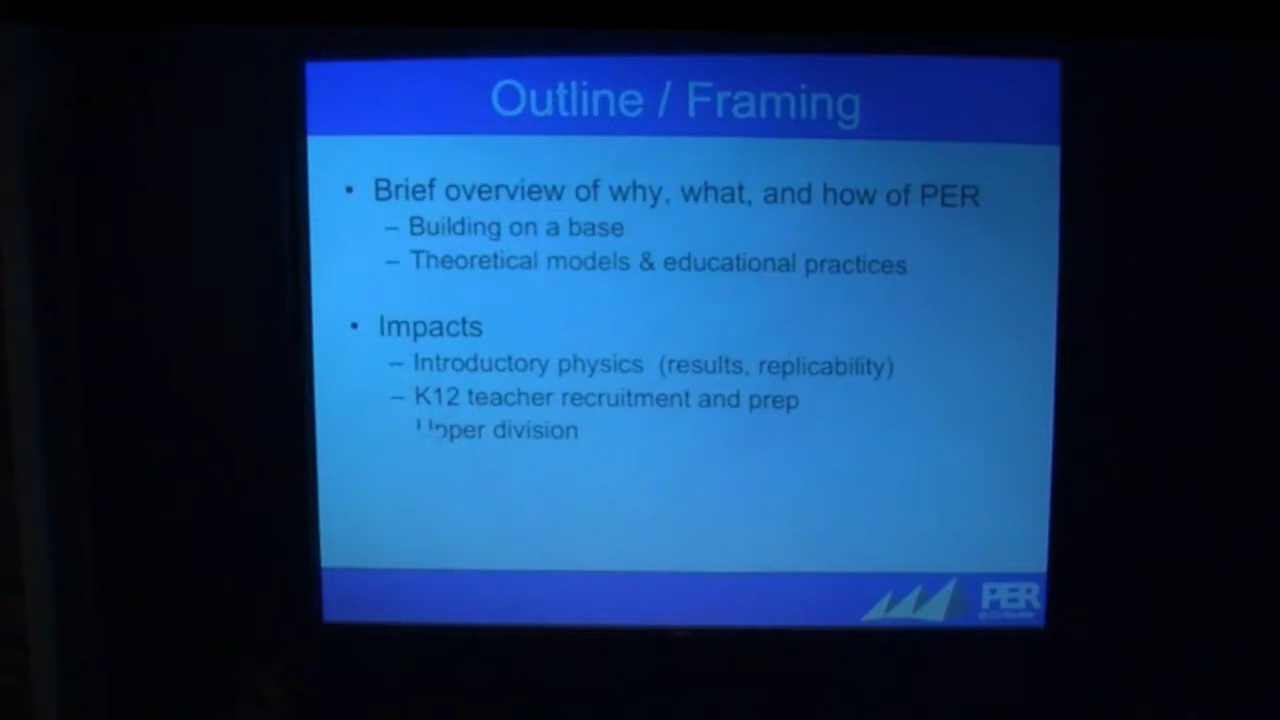 Outline / Framing
• Brief overview of why, what, and how of PER
– Building on a base
– Theoretical models & educational practices
• Impacts
– Introductory physics (results, replicability)
– K12 teacher recruitment and prep
Upper division
PER